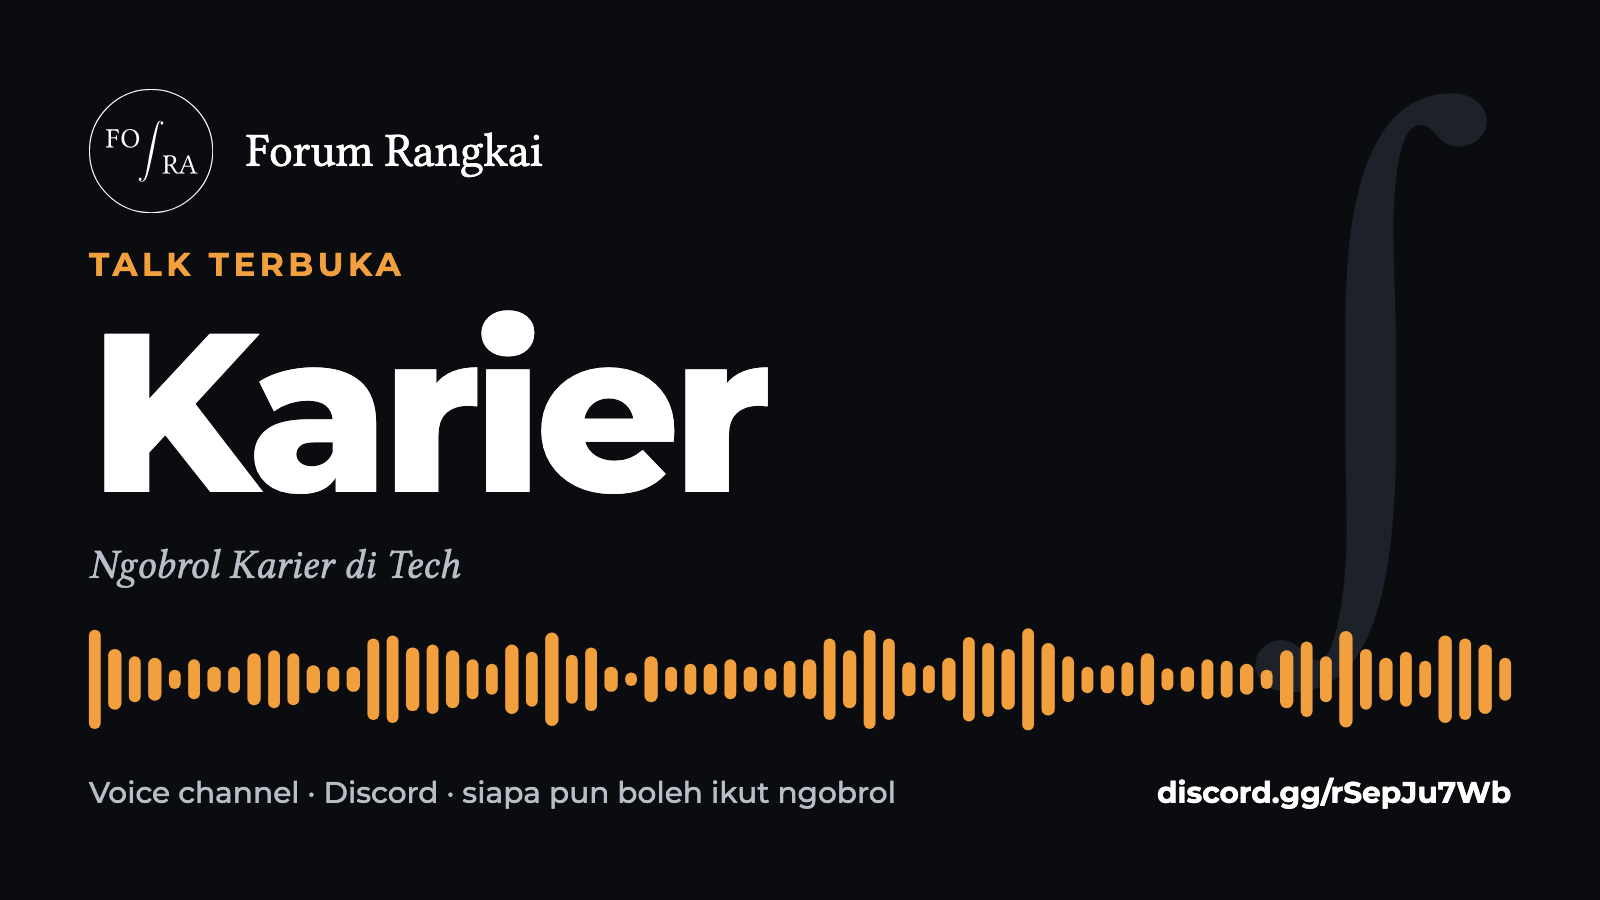 FO
RA
Forum Rangkai
TALK TERBUKA
Karier
Ngobrol Karier di Tech
Voice channel · Discord · siapa pun boleh ikut ngobrol
discord.gg/rSepJu7Wb